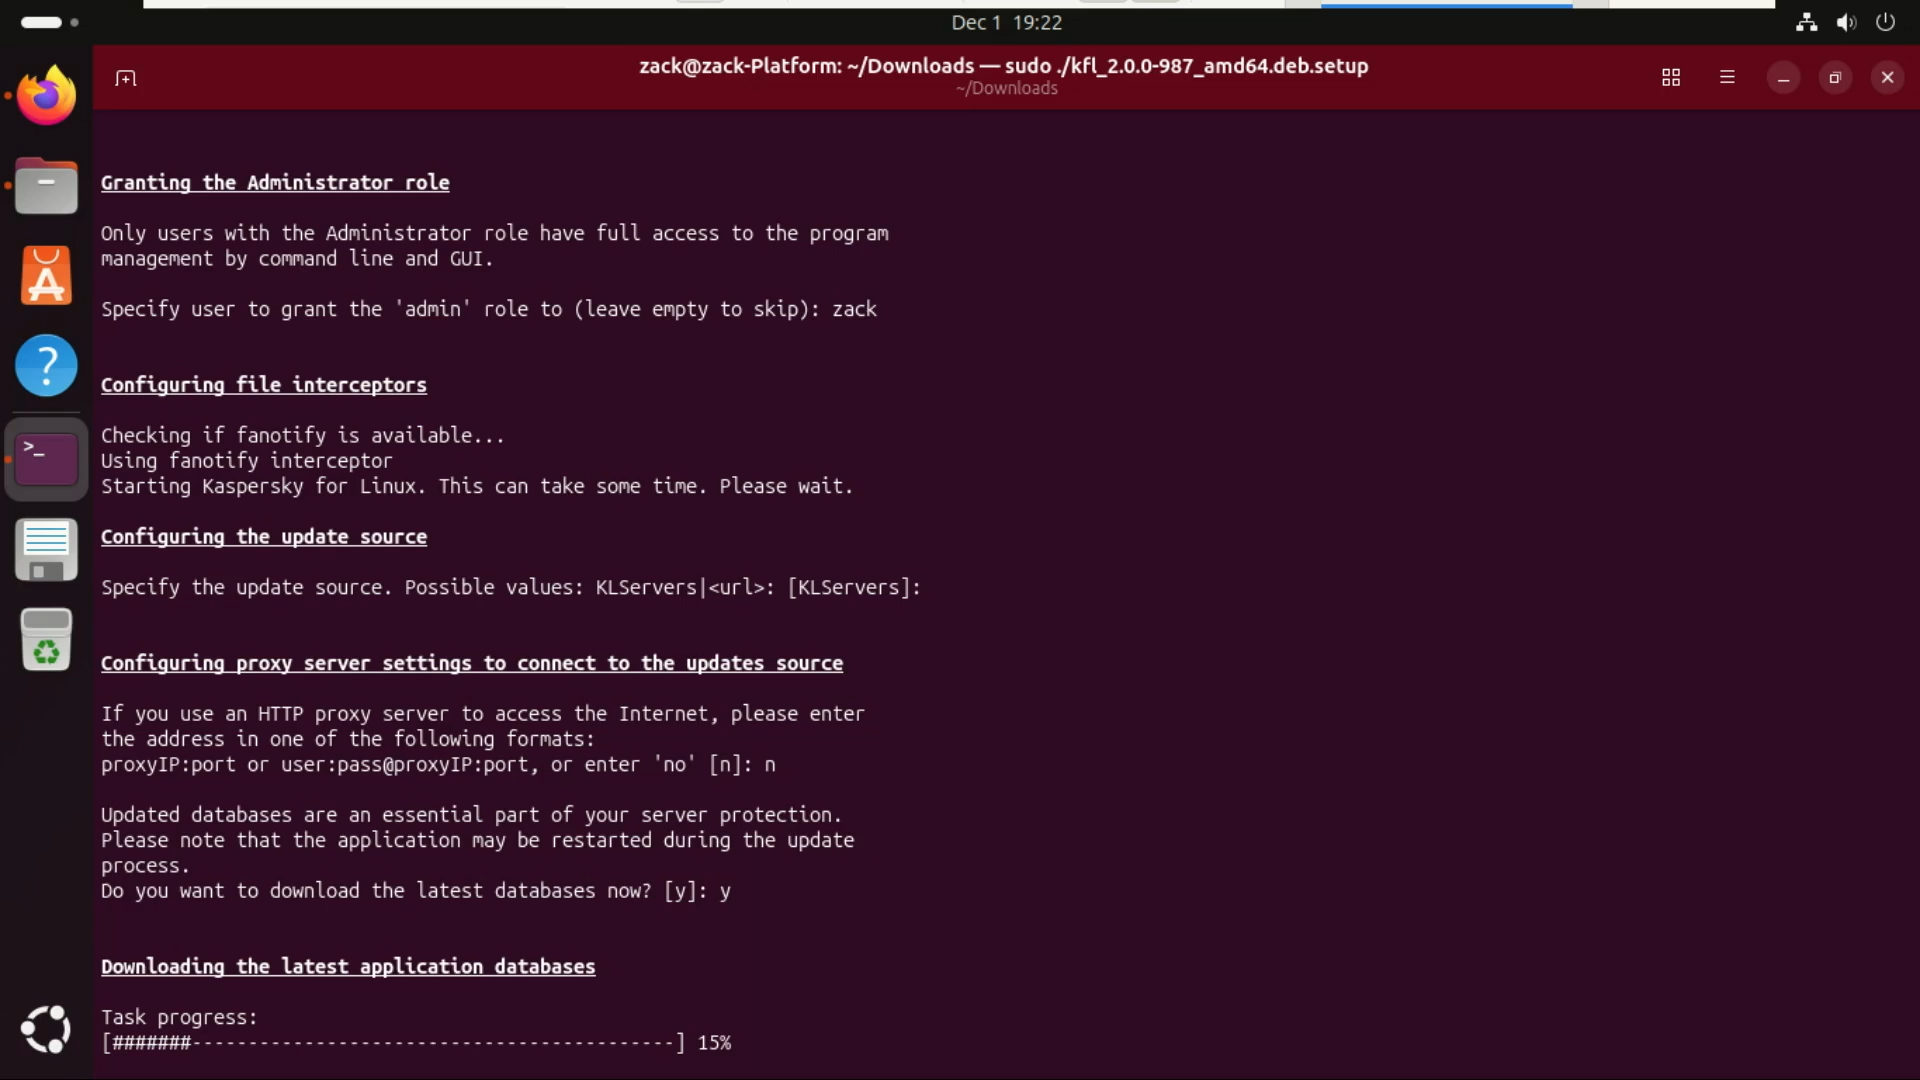 Dec 1 19:22
zack@zack-Platform: ~/Downloads — sudo ./kfl_2.0.0-987_amd64.deb.setup
~/Downloads
Granting the Administrator role
Only users with the Administrator role have full access to the program
management by command line and GUI.
Specify user to grant the 'admin' role to (leave empty to skip): zack
Configuring file interceptors
Checking if fanotify is available...
Using fanotify interceptor
Starting Kaspersky for Linux. This can take some time. Please wait.
Configuring the update source
Specify the update source. Possible values: KLServers|<url>: [KLServers]:
Configuring proxy server settings to connect to the updates source
If you use an HTTP proxy server to access the Internet, please enter
the address in one of the following formats:
proxyIP:port or user:pass@proxyIP:port, or enter 'no' [n]: n
Updated databases are an essential part of your server protection.
Please note that the application may be restarted during the update
process.
Do you want to download the latest databases now? [y]: y
Downloading the latest application databases
Task progress:
[#######-------------------------------------------] 15%